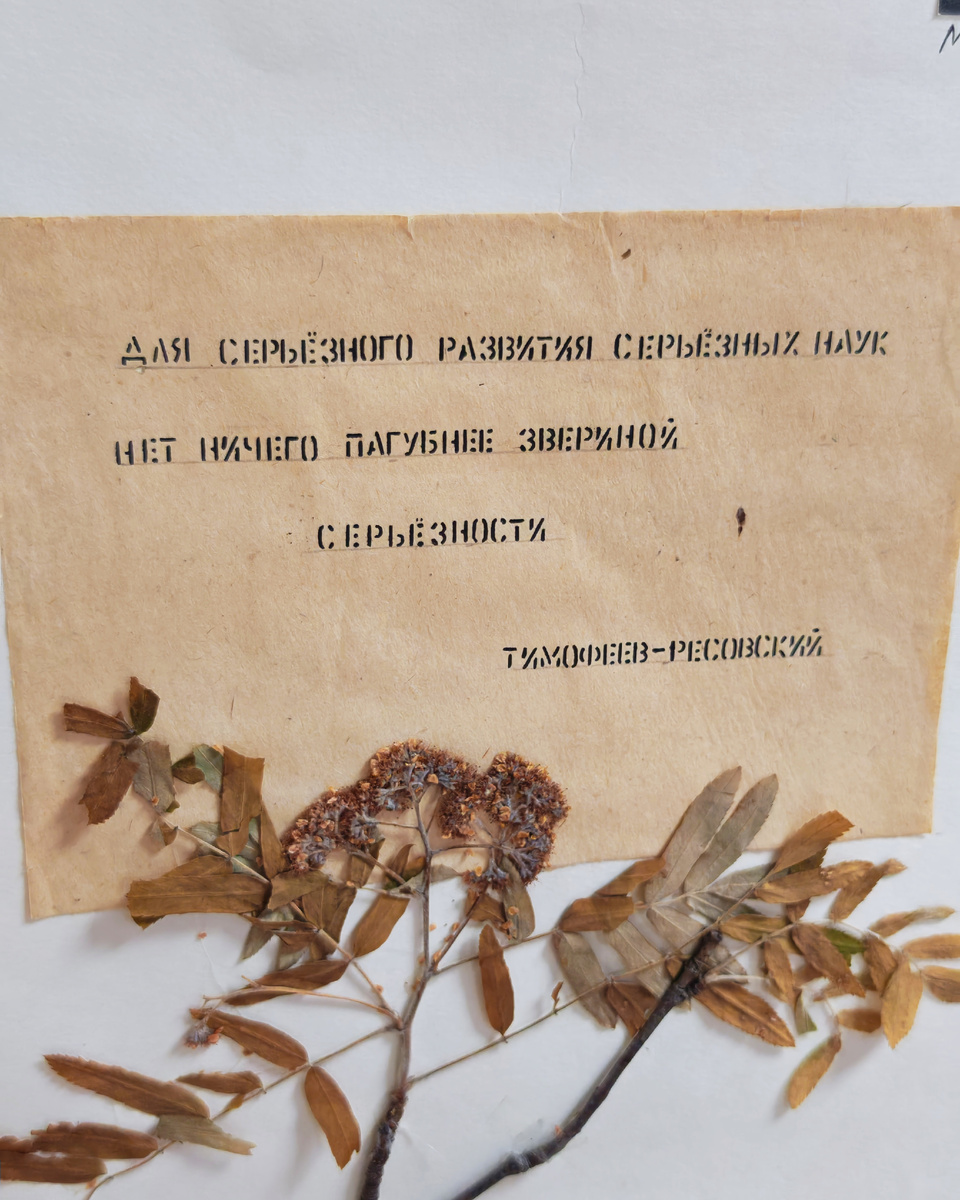 ДЛЯ СЕРЬЁЗНОГО РАЗВИТИЯ СЕРЬЁЗНЫХ НАУК
НЕТ НИЧЕГО ПАГУБНЕЕ ЗВЕРИНОЙ
СЕРЬЁЗНОСТИ
ТИМОФЕЕВ-РЕСОВСКИЙ